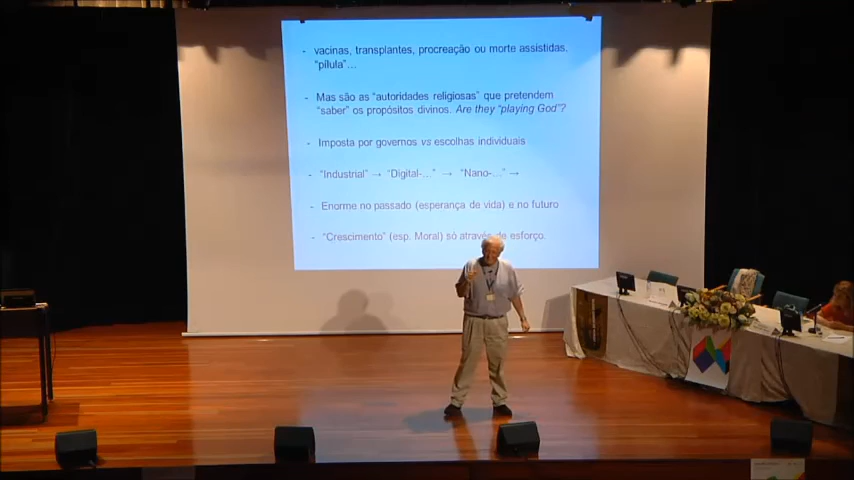 - vacinas, transplantes, procreação ou morte assistidas.
"pílula"...
- Mas são as "autoridades religiosas" que pretendem
"saber" os propósitos divinos. Are they "playing God"?
- Imposta por governos vs escolhas individuais
- "Industrial" → "Digital-..." → "Nano-..." →
- Enorme no passado (esperança de vida) e no futuro
- "Crescimento" (esp. Moral) só através de esforço.